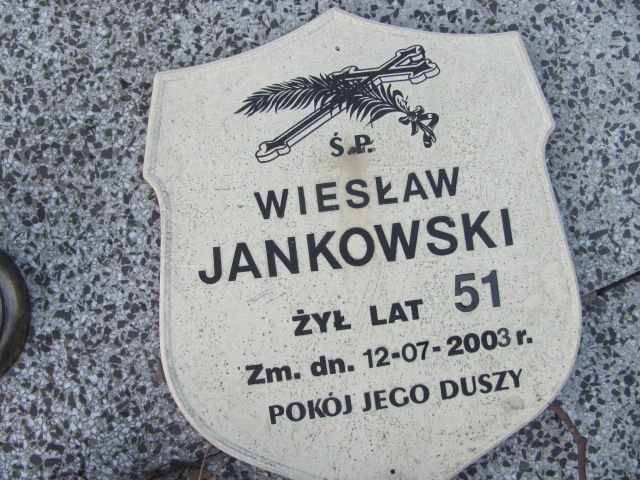 Ś.P.
WIESŁAW
JANKOWSKI
ŻYŁ LAT 51
Zm. dn. 12-07-2003 r.
POKÓJ JEGO DUSZY